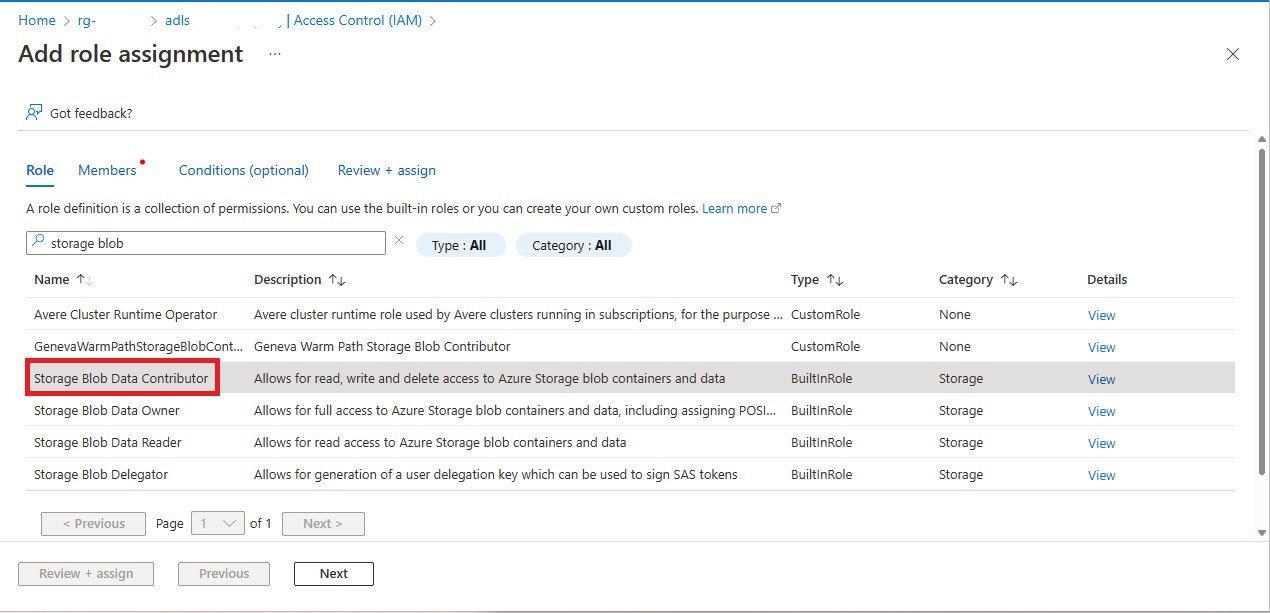 Home > rg- > adls | Access Control (IAM) >
Add role assignment ...
Got feedback?
Role Members Conditions (optional) Review + assign
A role definition is a collection of permissions. You can use the built-in roles or you can create your own custom roles. Learn more
storage blob Type : All Category : All
Name Description Type Category Details
Avere Cluster Runtime Operator Avere cluster runtime role used by Avere clusters running in subscriptions, for the purpose ... CustomRole None View
GenevaWarmPathStorageBlobCont... Geneva Warm Path Storage Blob Contributor CustomRole None View
Storage Blob Data Contributor Allows for read, write and delete access to Azure Storage blob containers and data BuiltInRole Storage View
Storage Blob Data Owner Allows for full access to Azure Storage blob containers and data, including assigning POSI... BuiltInRole Storage View
Storage Blob Data Reader Allows for read access to Azure Storage blob containers and data BuiltInRole Storage View
Storage Blob Delegator Allows for generation of a user delegation key which can be used to sign SAS tokens BuiltInRole Storage View
< Previous Page 1 of 1 Next >
Review + assign Previous Next